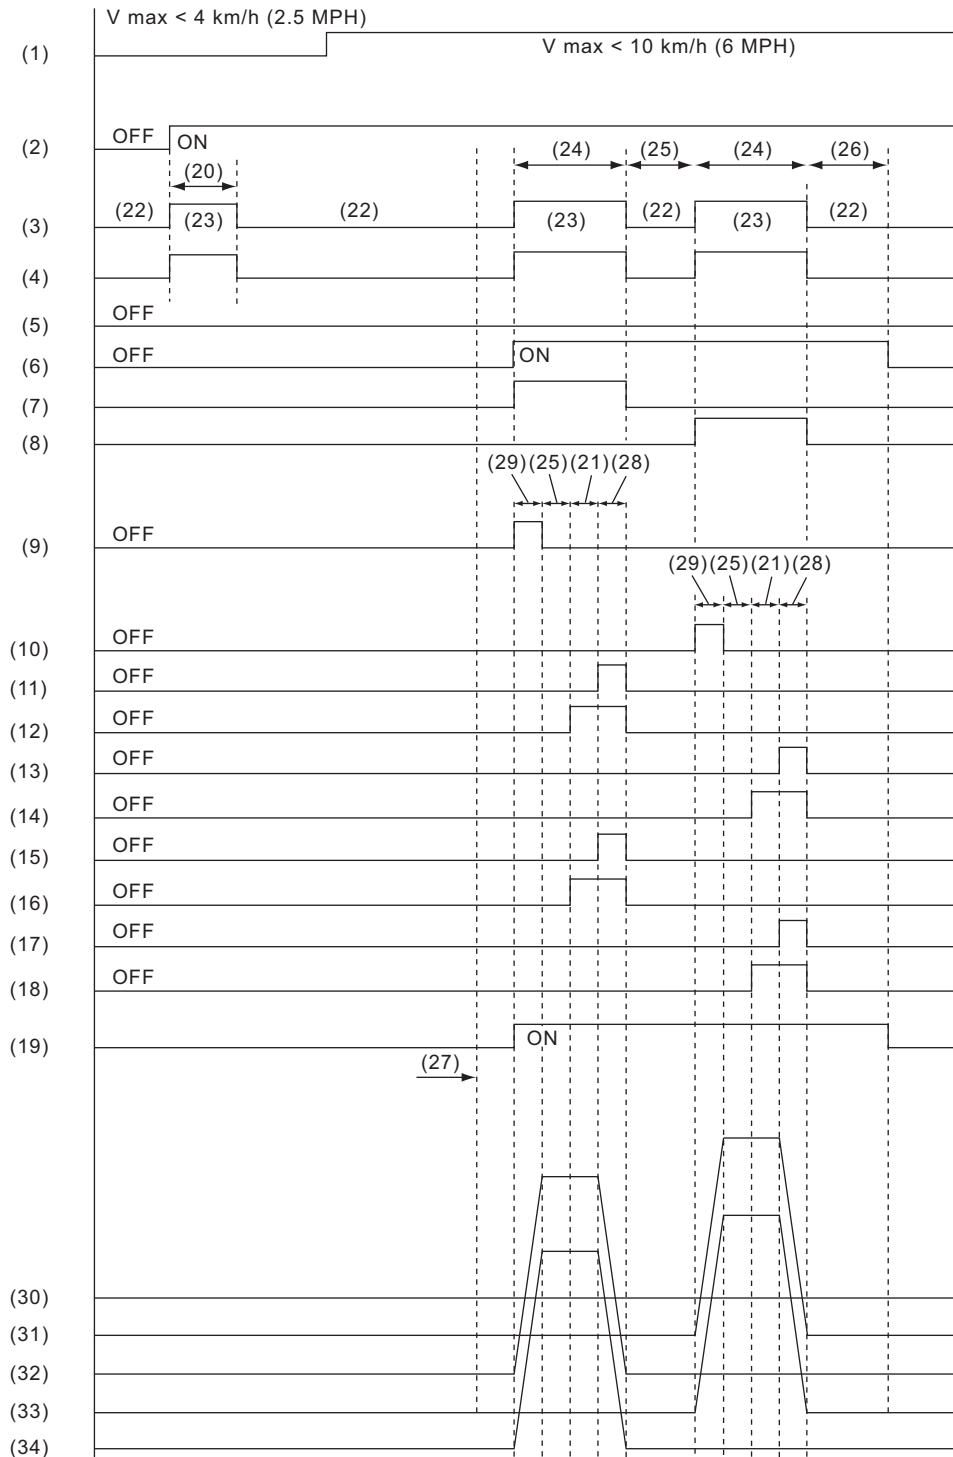 V max < 4 km/h (2.5 MPH)
(1)
V max < 10 km/h (6 MPH)
(2)
OFF
ON
(24)
(25)
(24)
(26)
(20)
(3)
(22)
(23)
(22)
(23)
(22)
(23)
(22)
(4)
(5)
OFF
(6)
OFF
ON
(7)
(8)
(29)(25)(21)(28)
(9)
OFF
(29)(25)(21)(28)
(10)
OFF
(11)
OFF
(12)
OFF
(13)
OFF
(14)
OFF
(15)
OFF
(16)
OFF
(17)
OFF
(18)
OFF
(19)
ON
(27)
(30)
(31)
(32)
(33)
(34)